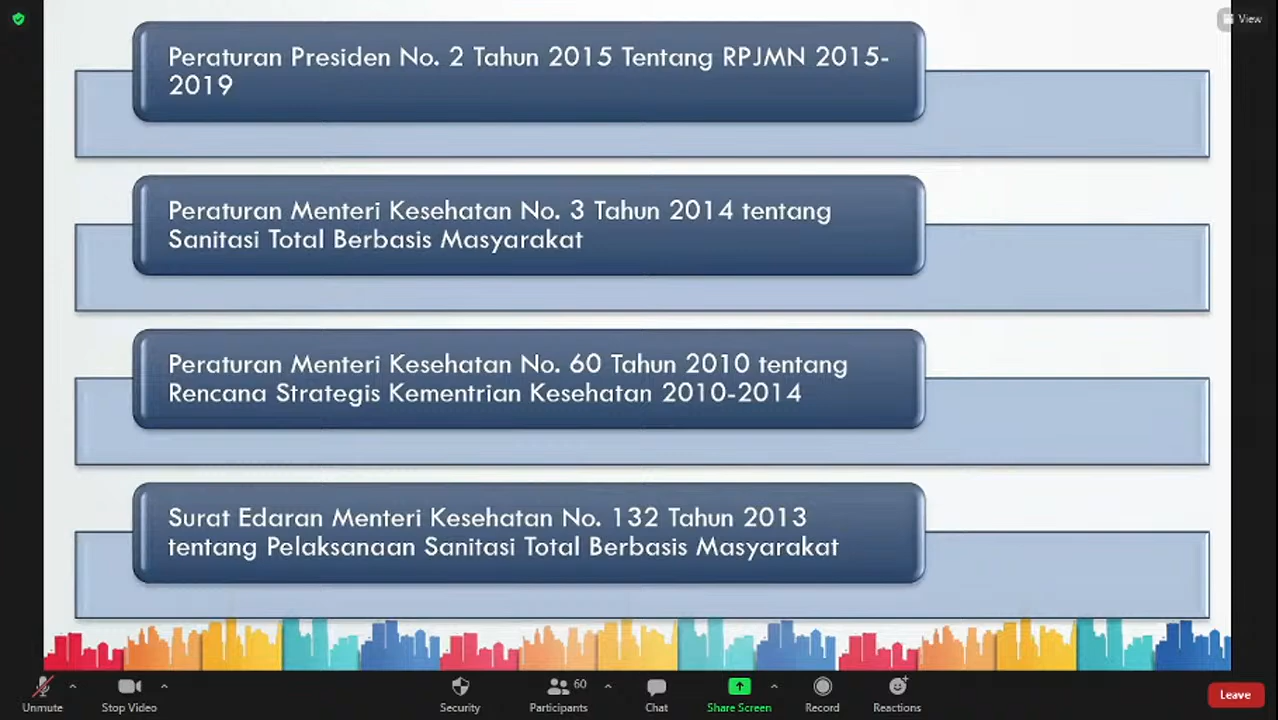 View
Peraturan Presiden No. 2 Tahun 2015 Tentang RPJMN 2015-
2019
Peraturan Menteri Kesehatan No. 3 Tahun 2014 tentang
Sanitasi Total Berbasis Masyarakat
Peraturan Menteri Kesehatan No. 60 Tahun 2010 tentang
Rencana Strategis Kementrian Kesehatan 2010-2014
Surat Edaran Menteri Kesehatan No. 132 Tahun 2013
tentang Pelaksanaan Sanitasi Total Berbasis Masyarakat
60
Unmute Stop Video Security Participants Chat Share Screen Record Reactions Leave